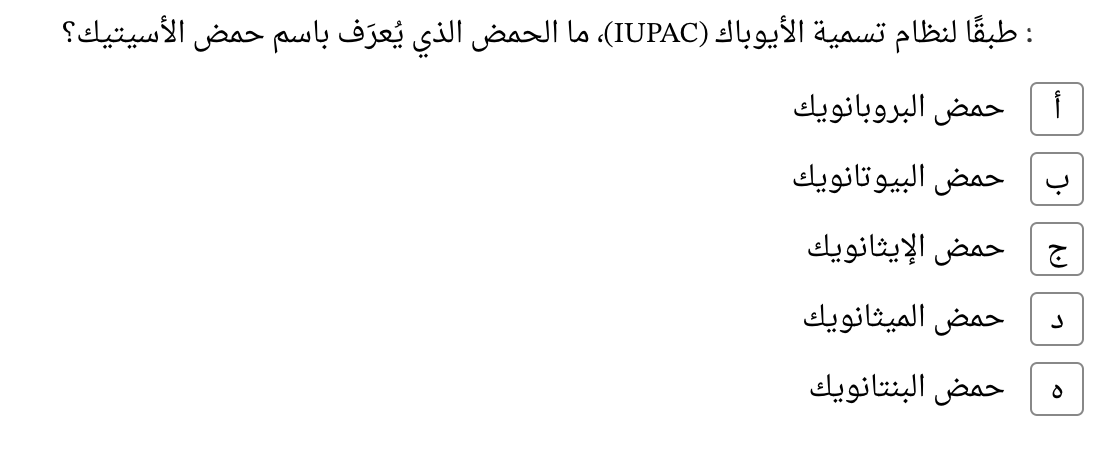 : طبقًا لنظام تسمية الأيوباك (IUPAC)، ما الحمض الذي يُعرَف باسم حمض الأسيتيك؟
أ حمض البروبانويك
ب حمض البيوتانويك
ج حمض الإيثانويك
د حمض الميثانويك
ه حمض البنتانويك